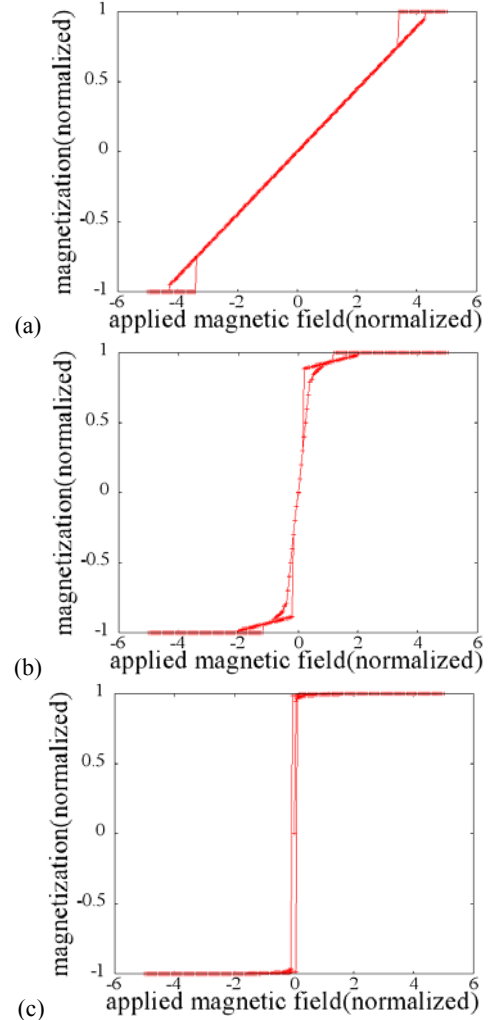 1
0.5
0
-0.5
-1
-6 -4 -2 0 2 4 6
magnetization(normalized)
applied magnetic field(normalized)
(a)
1
0.5
0
-0.5
-1
-6 -4 -2 0 2 4 6
magnetization(normalized)
applied magnetic field(normalized)
(b)
1
0.5
0
-0.5
-1
-6 -4 -2 0 2 4 6
magnetization(normalized)
applied magnetic field(normalized)
(c)